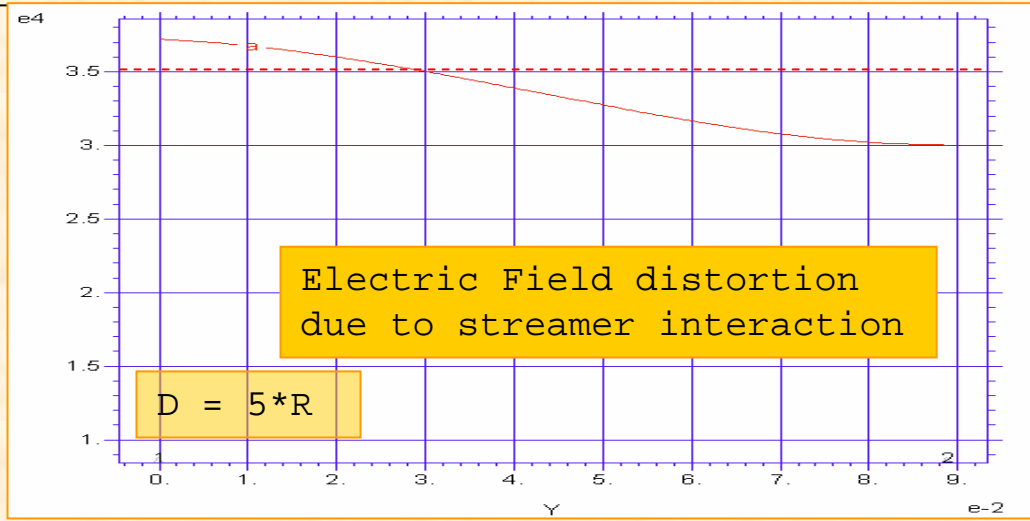 e4
a
3.5
3.
2.5
2.
1.5
1.
Electric Field distortion
due to streamer interaction
D = 5*R
1 2
0. 1. 2. 3. 4. 5. 6. 7. 8. 9.
Y
e-2